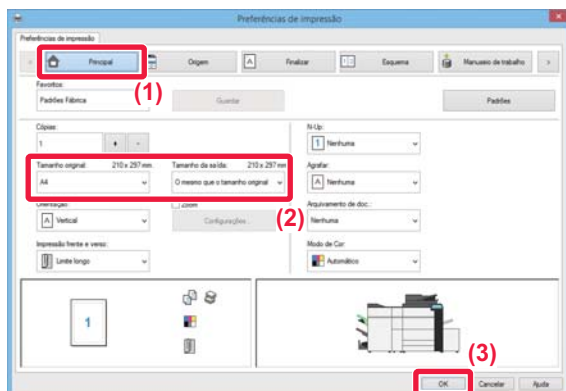 Preferências de impressão
Preferências de impressão
Principal
Origem
Finalizar
Esquema
Manuseio de trabalho
Favoritos:
(1)
Padrões Fábrica
Guardar
Padrões
Cópias:
N-Up:
1
+
-
1 Nenhuma
Tamanho original: 210 x 297 mm
Tamanho da saída: 210 x 297 mm
Agrafar:
A4
O mesmo que o tamanho original
A Nenhuma
Orientação:
Zoom
(2)
Arquivamento de doc.:
A Vertical
Configurações..
Nenhuma
Impressão frente e verso:
Modo de Cor:
Limite longo
Automático
1
(3)
OK
Cancelar
Ajuda